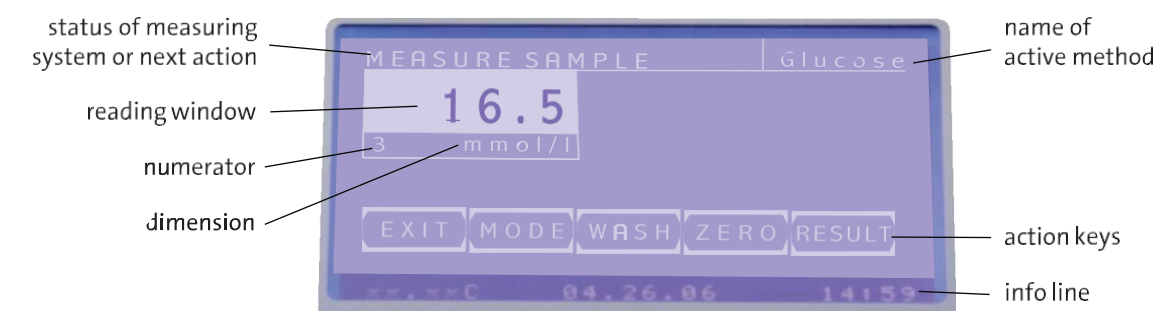 status of measuring
system or next action
name of
active method
MEASURE SAMPLE Glucose
reading window
16.5
numerator
3 mmol/l
dimension
EXIT MODE WASH ZERO RESULT
action keys
C 04.26.06 14:59
info line